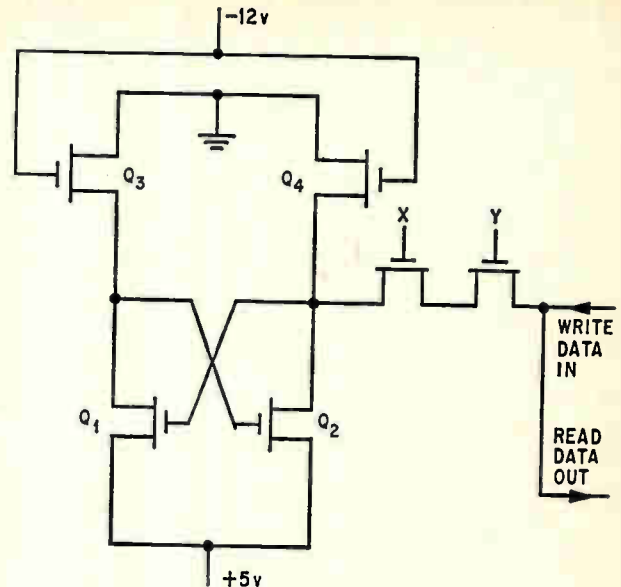 -12v
Q3
Q4
X
Y
WRITE
DATA
IN
Q1
Q2
READ
DATA
OUT
+5v